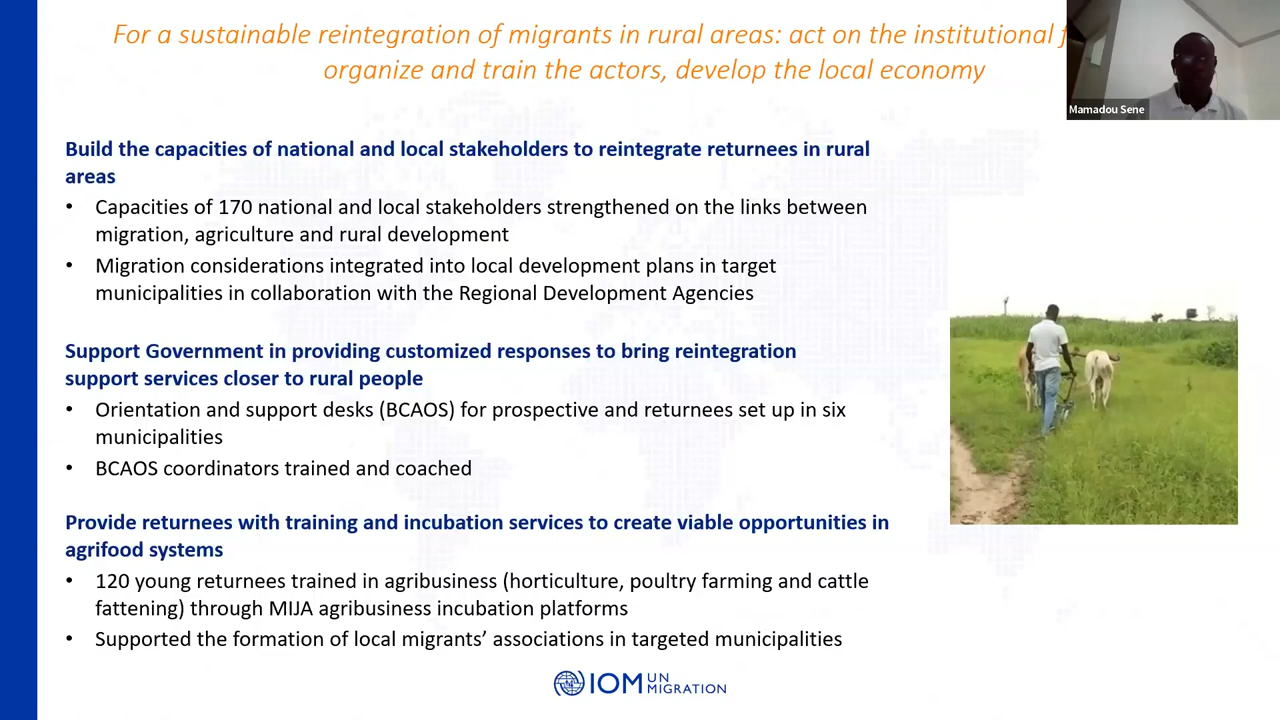 For a sustainable reintegration of migrants in rural areas: act on the institutional
organize and train the actors, develop the local economy
Mamadou Sene
Build the capacities of national and local stakeholders to reintegrate returnees in rural
areas
• Capacities of 170 national and local stakeholders strengthened on the links between
migration, agriculture and rural development
• Migration considerations integrated into local development plans in target
municipalities in collaboration with the Regional Development Agencies
Support Government in providing customized responses to bring reintegration
support services closer to rural people
• Orientation and support desks (BCAOS) for prospective and returnees set up in six
municipalities
• BCAOS coordinators trained and coached
Provide returnees with training and incubation services to create viable opportunities in
agrifood systems
• 120 young returnees trained in agribusiness (horticulture, poultry farming and cattle
fattening) through MIJA agribusiness incubation platforms
• Supported the formation of local migrants’ associations in targeted municipalities
IOM UN
MIGRATION